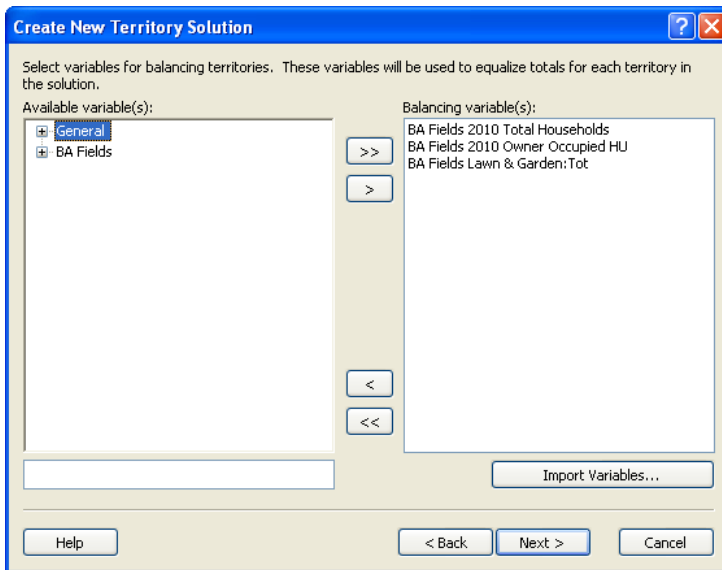 Create New Territory Solution
Select variables for balancing territories.  These variables will be used to equalize totals for each territory in
the solution.
Available variable(s):
Balancing variable(s):
General
BA Fields
BA Fields 2010 Total Households
BA Fields 2010 Owner Occupied HU
BA Fields Lawn & Garden:Tot
>>
>
<
<<
Import Variables...
Help
< Back
Next >
Cancel